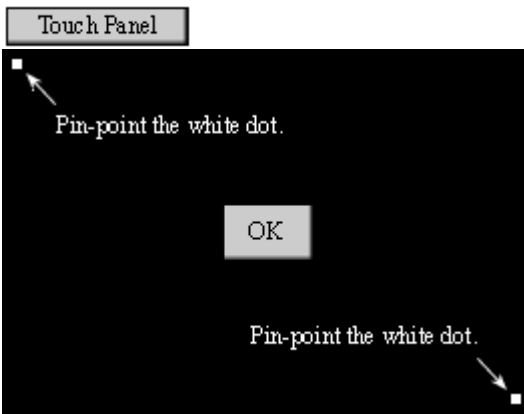 Touch Panel
Pin-point the white dot.
OK
Pin-point the white dot.